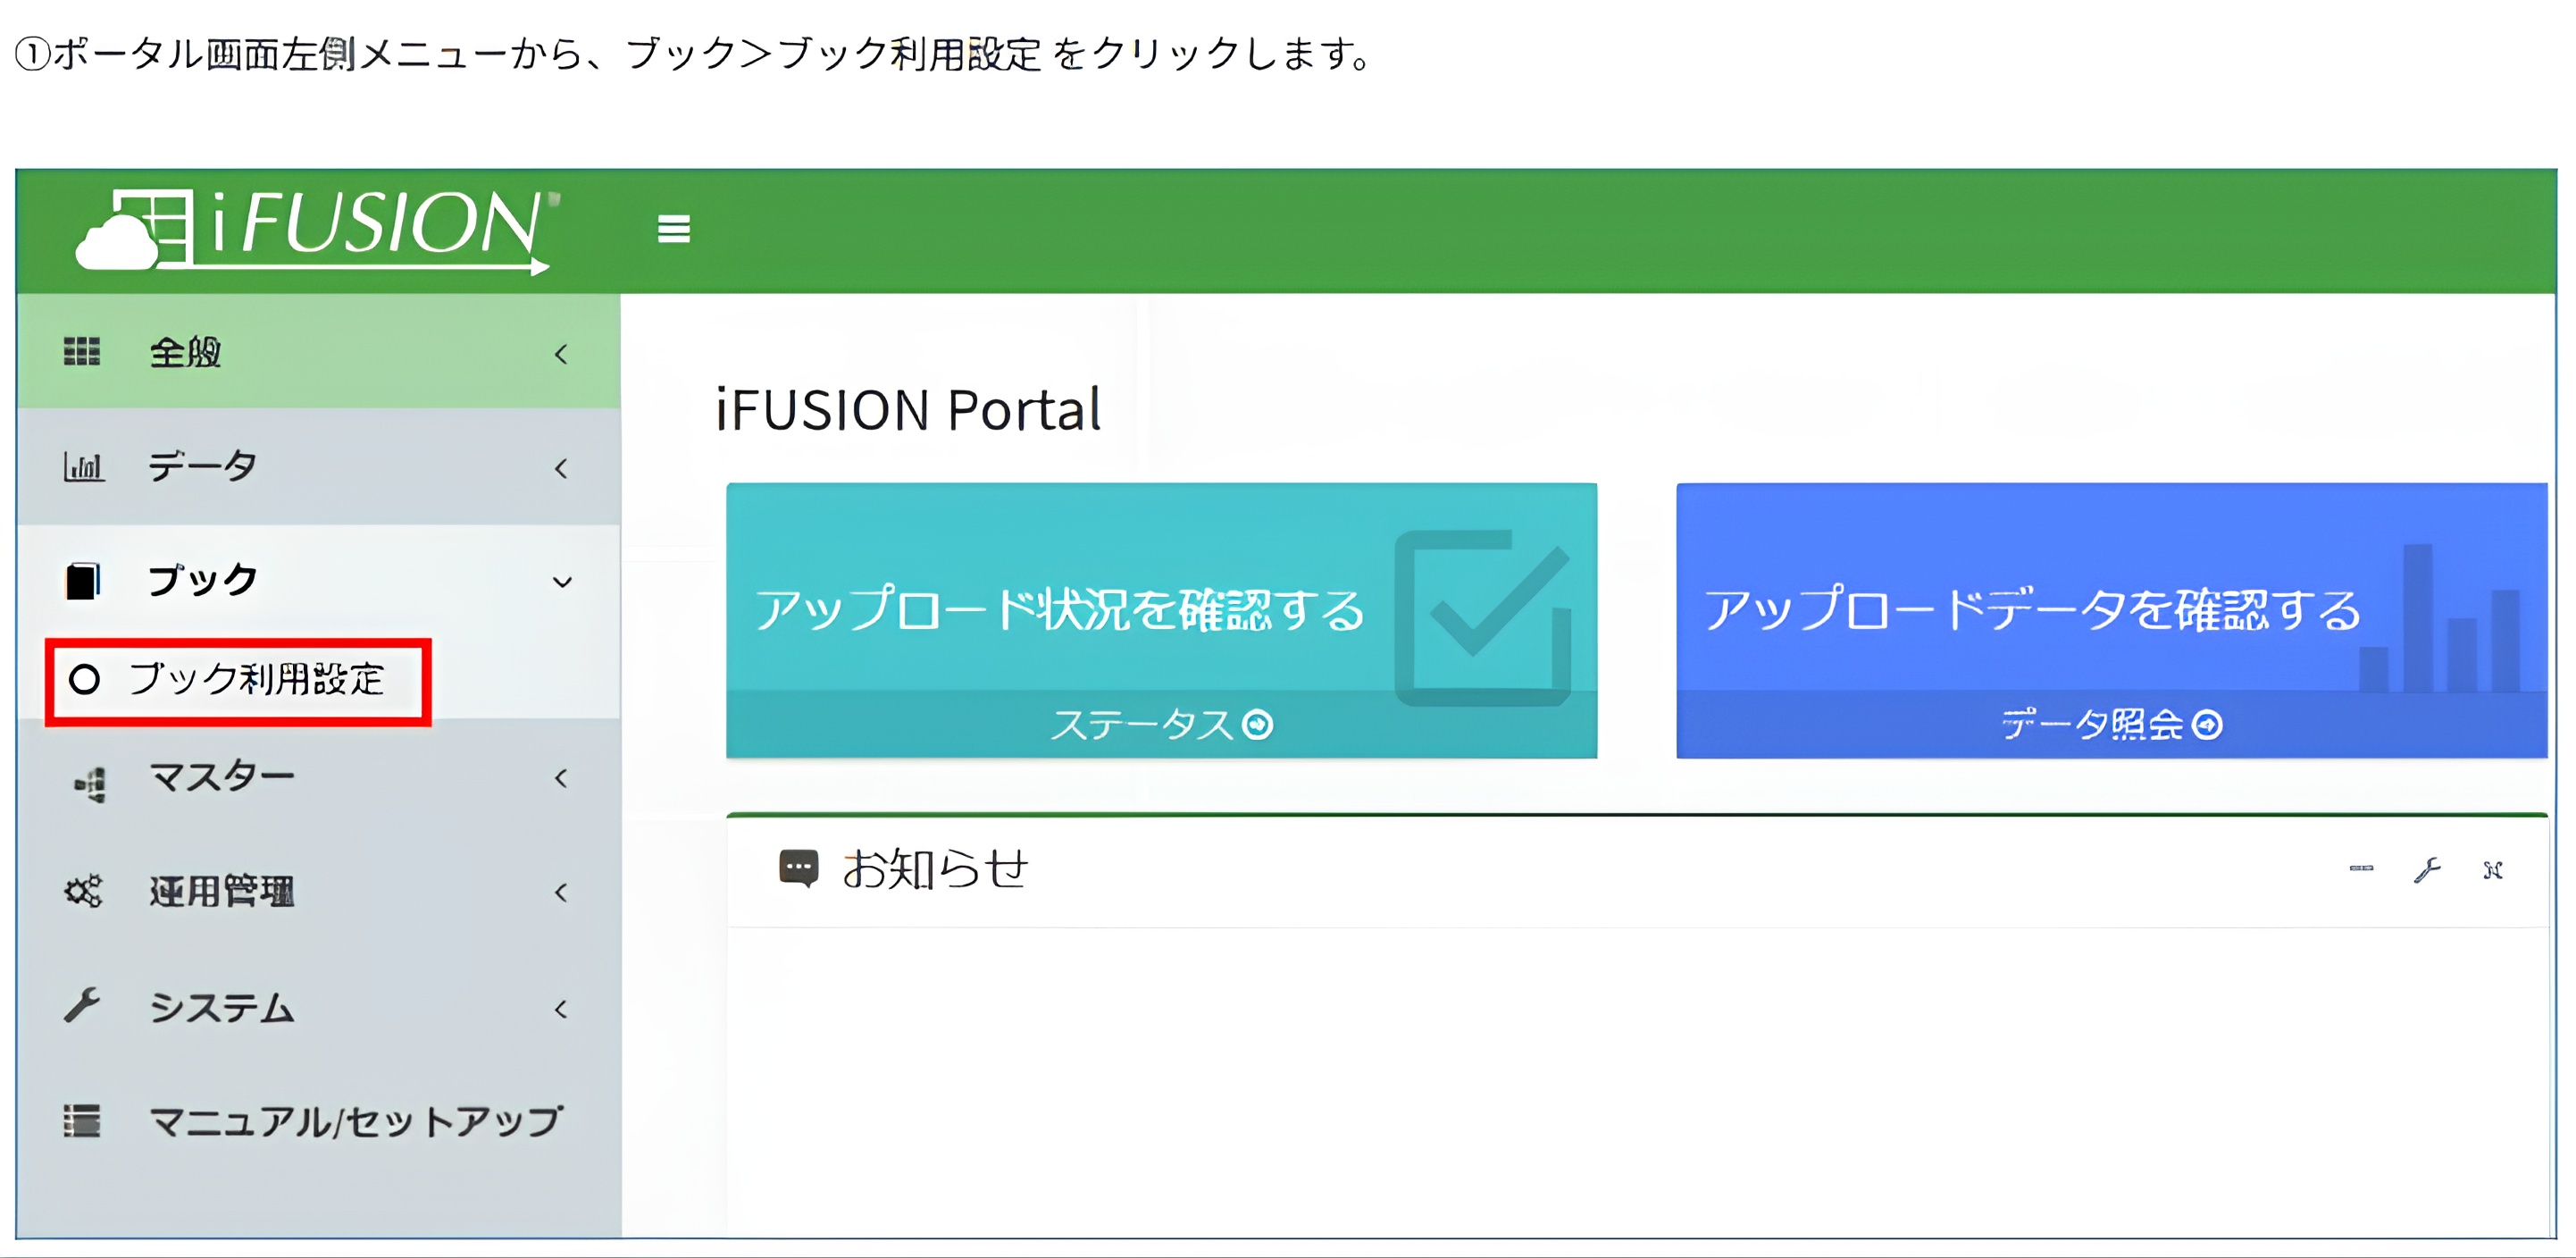 ①ポータル画面左側メニューから、ブック＞ブック利用設定 をクリックします。
iFUSION
全般
データ
ブック
ブック利用設定
マスター
運用管理
システム
マニュアル/セットアップ
iFUSION Portal
アップロード状況を確認する
ステータス
アップロードデータを確認する
データ照会
お知らせ